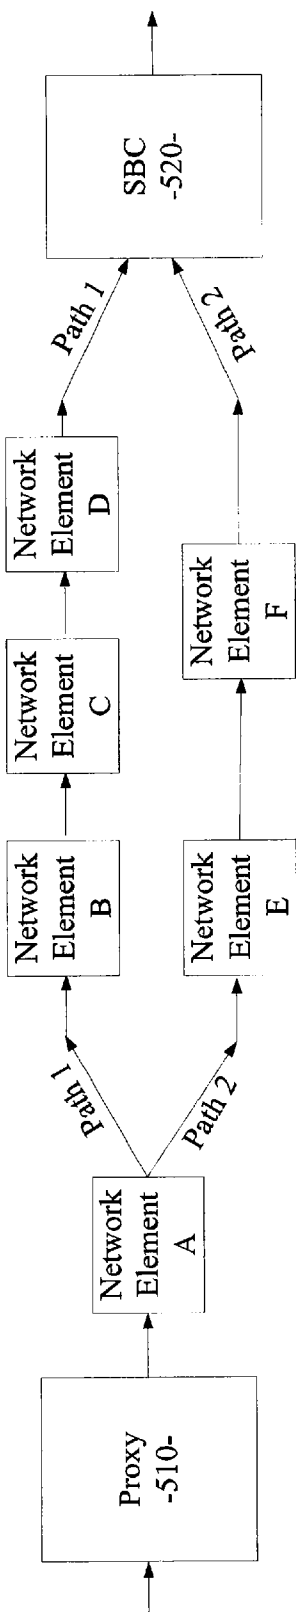 Proxy
-510-
Network
Element
A
Path 1
Path 2
Network
Element
B
Network
Element
C
Network
Element
D
Network
Element
E
Network
Element
F
Path 1
Path 2
SBC
-520-